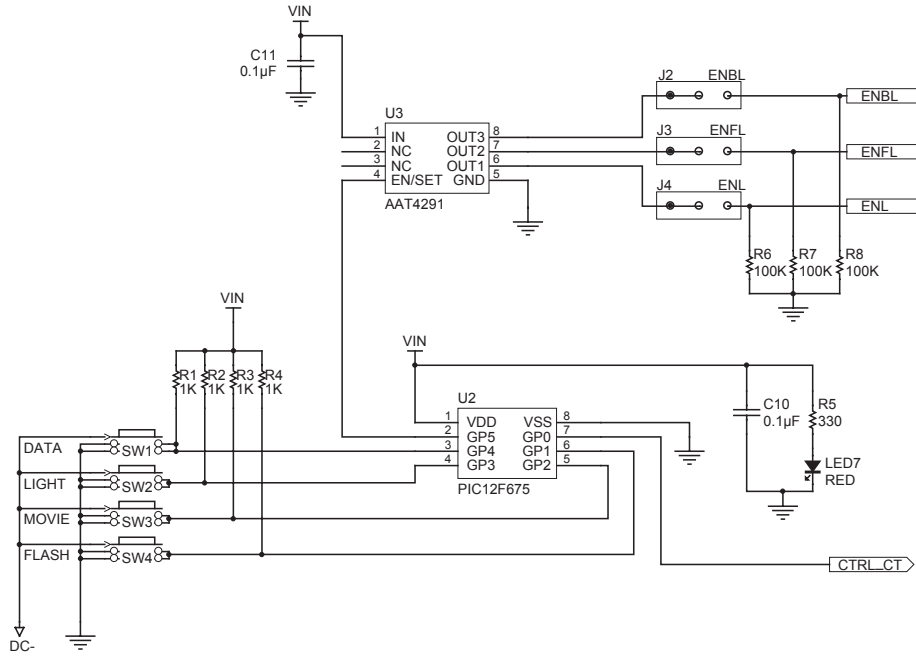 VIN
C11
0.1µF
U3
1 IN OUT3 8
2 NC OUT2 7
3 NC OUT1 6
4 EN/SET GND 5
AAT4291
J2 ENBL
ENBL
J3 ENFL
ENFL
J4 ENL
ENL
R6 R7 R8
100K 100K 100K
VIN
R1 R2 R3 R4
1K 1K 1K 1K
VIN
U2
1 VDD VSS 8
2 GP5 GP0 7
3 GP4 GP1 6
4 GP3 GP2 5
PIC12F675
C10
0.1µF
R5
330
LED7
RED
DATA SW1
LIGHT SW2
MOVIE SW3
FLASH SW4
CTRL_CT
DC-